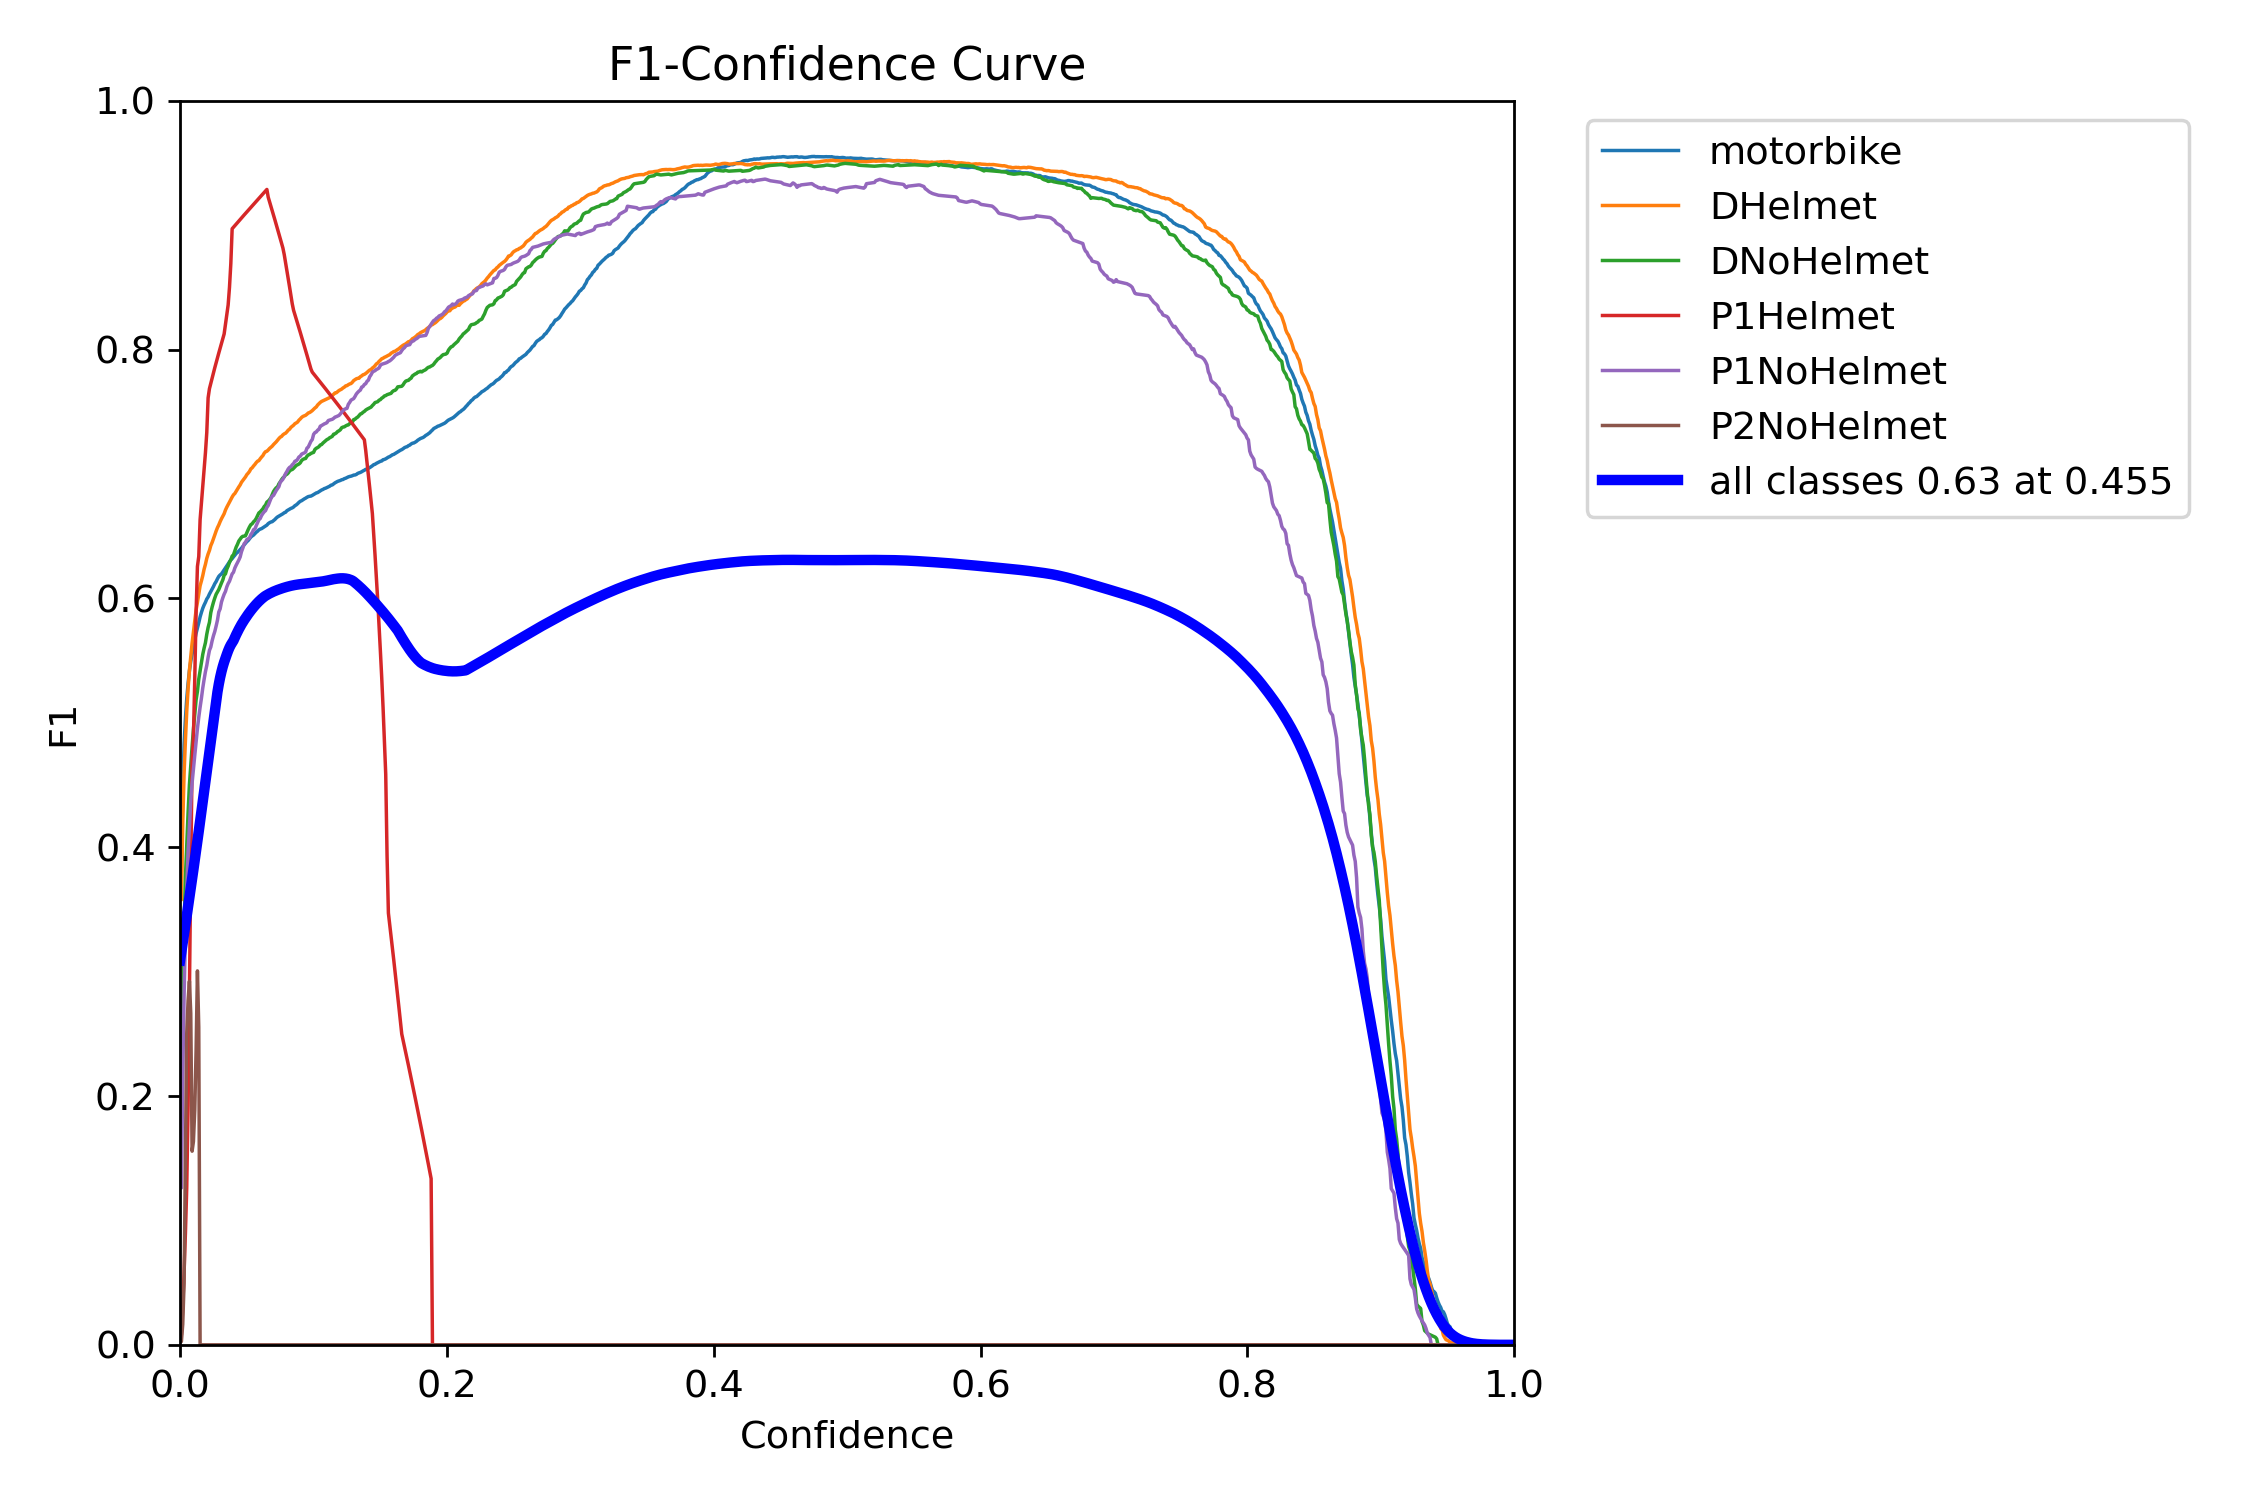 F1-Confidence Curve
1.0
0.8
0.6
0.4
0.2
0.0
F1
0.0 0.2 0.4 0.6 0.8 1.0
Confidence
motorbike
DHelmet
DNoHelmet
P1Helmet
P1NoHelmet
P2NoHelmet
all classes 0.63 at 0.455